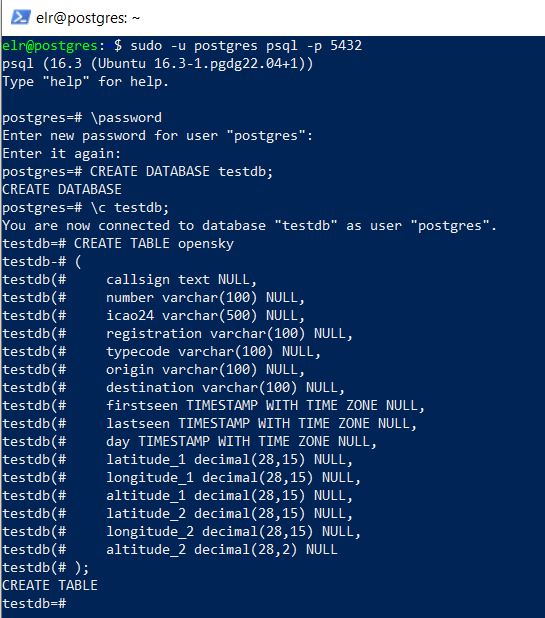 elr@postgres: ~
elr@postgres: $ sudo -u postgres psql -p 5432
psql (16.3 (Ubuntu 16.3-1.pgdg22.04+1))
Type "help" for help.
postgres=# \password
Enter new password for user "postgres":
Enter it again:
postgres=# CREATE DATABASE testdb;
CREATE DATABASE
postgres=# \c testdb;
You are now connected to database "testdb" as user "postgres".
testdb=# CREATE TABLE opensky
testdb-# (
testdb(#     callsign text NULL,
testdb(#     number varchar(100) NULL,
testdb(#     icao24 varchar(500) NULL,
testdb(#     registration varchar(100) NULL,
testdb(#     typecode varchar(100) NULL,
testdb(#     origin varchar(100) NULL,
testdb(#     destination varchar(100) NULL,
testdb(#     firstseen TIMESTAMP WITH TIME ZONE NULL,
testdb(#     lastseen TIMESTAMP WITH TIME ZONE NULL,
testdb(#     day TIMESTAMP WITH TIME ZONE NULL,
testdb(#     latitude_1 decimal(28,15) NULL,
testdb(#     longitude_1 decimal(28,15) NULL,
testdb(#     altitude_1 decimal(28,15) NULL,
testdb(#     latitude_2 decimal(28,15) NULL,
testdb(#     longitude_2 decimal(28,15) NULL,
testdb(#     altitude_2 decimal(28,2) NULL
testdb(# );
CREATE TABLE
testdb=#